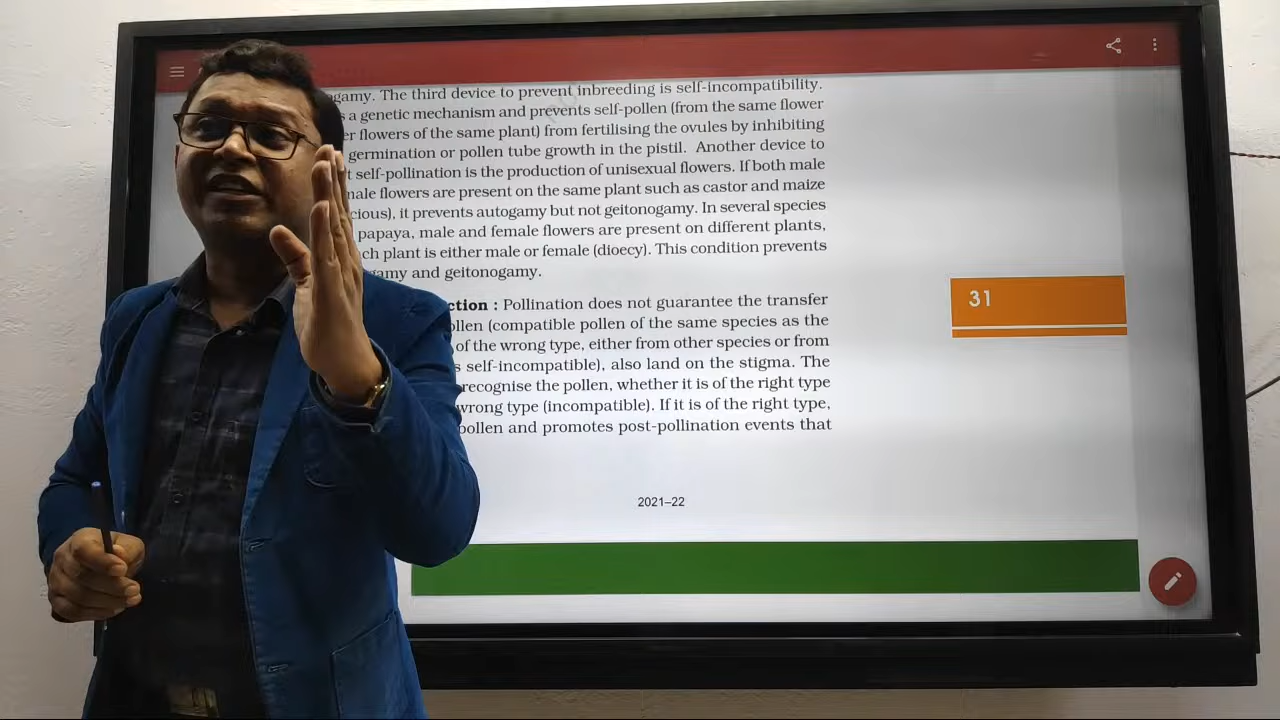 ogamy. The third device to prevent inbreeding is self-incompatibility.
s a genetic mechanism and prevents self-pollen (from the same flower
er flowers of the same plant) from fertilising the ovules by inhibiting
germination or pollen tube growth in the pistil. Another device to
t self-pollination is the production of unisexual flowers. If both male
nale flowers are present on the same plant such as castor and maize
cious), it prevents autogamy but not geitonogamy. In several species
papaya, male and female flowers are present on different plants,
ch plant is either male or female (dioecy). This condition prevents
gamy and geitonogamy.
ction : Pollination does not guarantee the transfer
ollen (compatible pollen of the same species as the
of the wrong type, either from other species or from
s self-incompatible), also land on the stigma. The
recognise the pollen, whether it is of the right type
wrong type (incompatible). If it is of the right type,
pollen and promotes post-pollination events that
31
2021–22